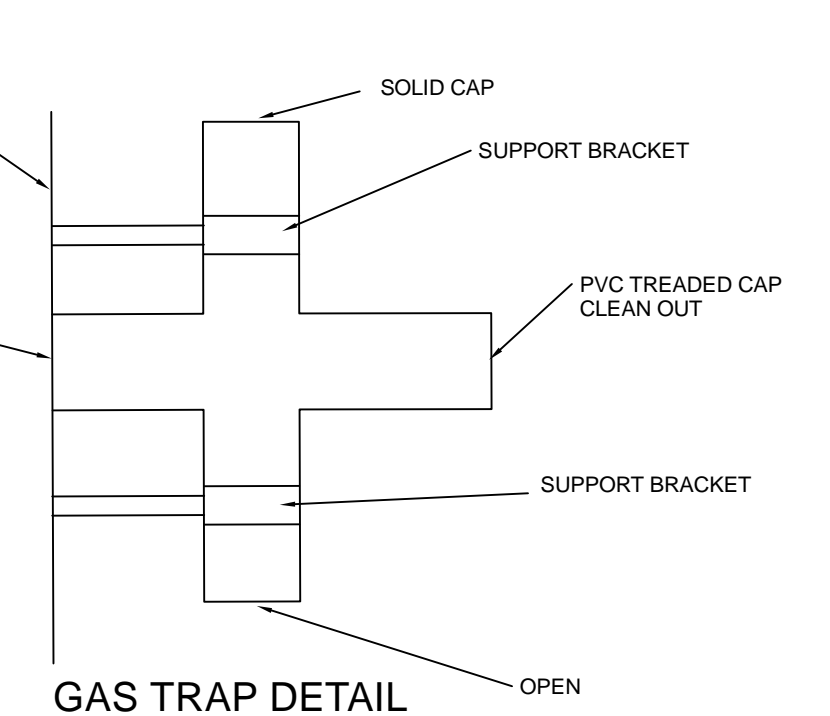 SOLID CAP
SUPPORT BRACKET
PVC TREADED CAP
CLEAN OUT
SUPPORT BRACKET
OPEN
GAS TRAP DETAIL